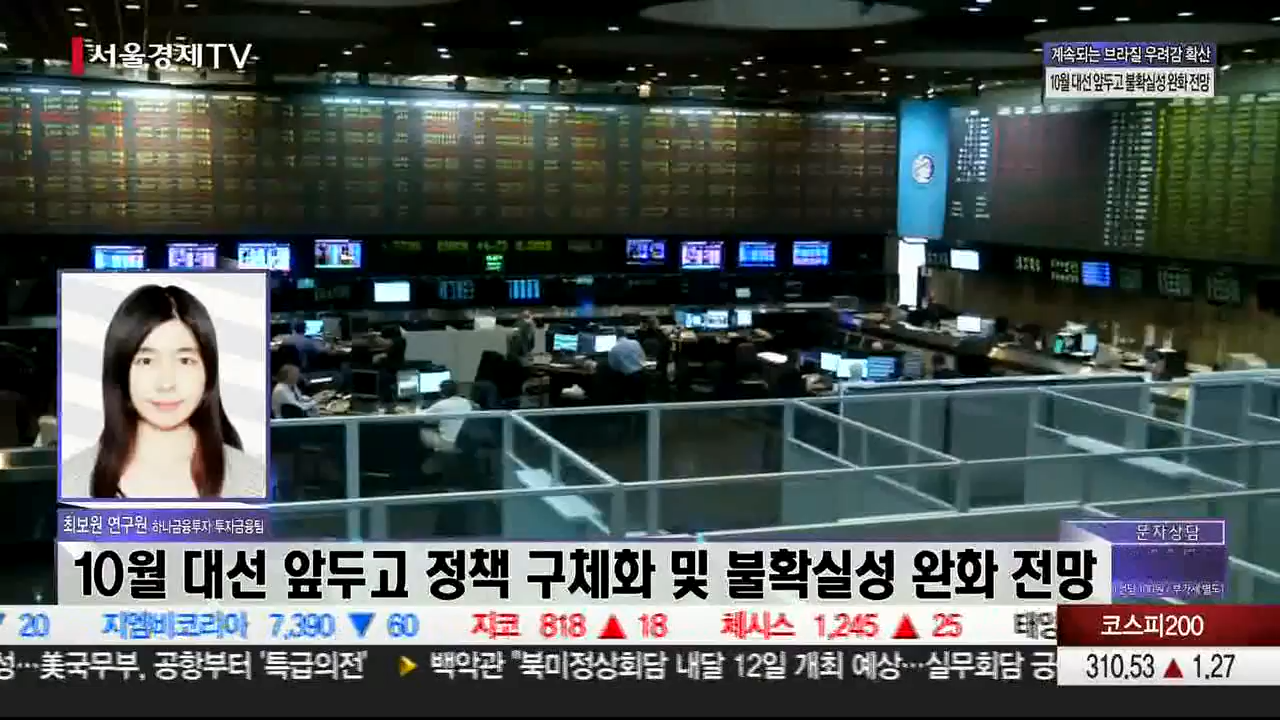 서울경제TV
계속되는 브라질 우려감 확산
10월 대선 앞두고 불확실성 완화 전망
최보원 연구원 하나금융투자 투자금융팀
문자상담
10월 대선 앞두고 정책 구체화 및 불확실성 완화 전망
▼ 20 지엠비코리아 7,390 ▼ 60 지코 818 ▲ 18 체시스 1,245 ▲ 25 태양
코스피200
성…美국무부, 공항부터 '특급의전' ▶ 백악관 "북미정상회담 내달 12일 개최 예상…실무회담 긍
310.53 ▲ 1.27